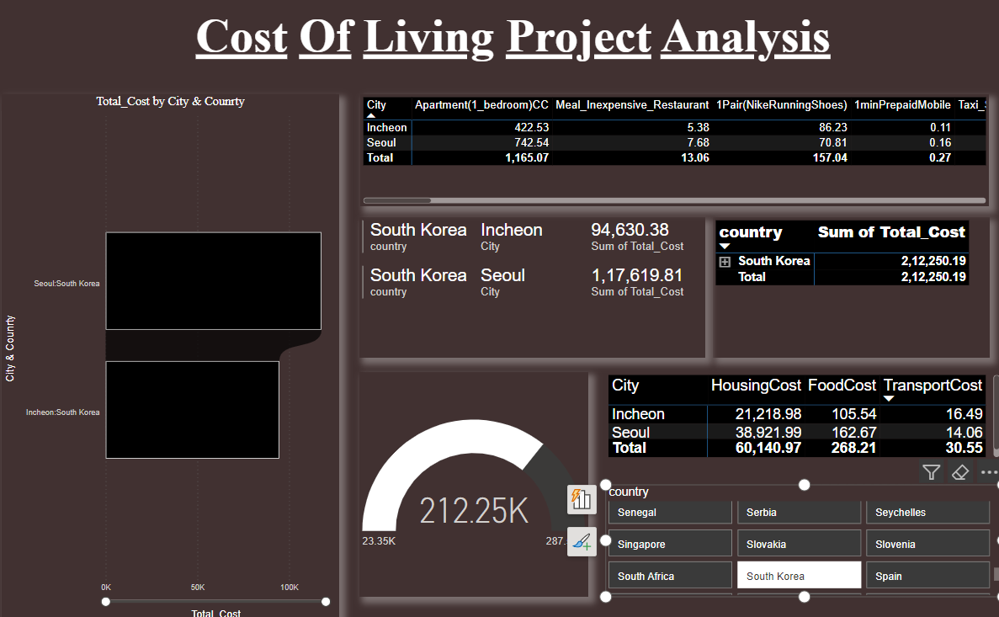 Cost Of Living Project Analysis
Total_Cost by City & Counrty
City & Counrty
Seoul:South Korea
Incheon:South Korea
0K 50K 100K
Total_Cost
City Apartment(1_bedroom)CC Meal_Inexpensive_Restaurant 1Pair(NikeRunningShoes) 1minPrepaidMobile
Incheon 422.53 5.38 86.23 0.11
Seoul 742.54 7.68 70.81 0.16
Total 1,165.07 13.06 157.04 0.27
South Korea Incheon 94,630.38
country City Sum of Total_Cost
South Korea Seoul 1,17,619.81
country City Sum of Total_Cost
country Sum of Total_Cost
South Korea 2,12,250.19
Total 2,12,250.19
212.25K
23.35K 287.
City HousingCost FoodCost TransportCost
Incheon 21,218.98 105.54 16.49
Seoul 38,921.99 162.67 14.06
Total 60,140.97 268.21 30.55
country
Senegal Serbia Seychelles
Singapore Slovakia Slovenia
South Africa South Korea Spain